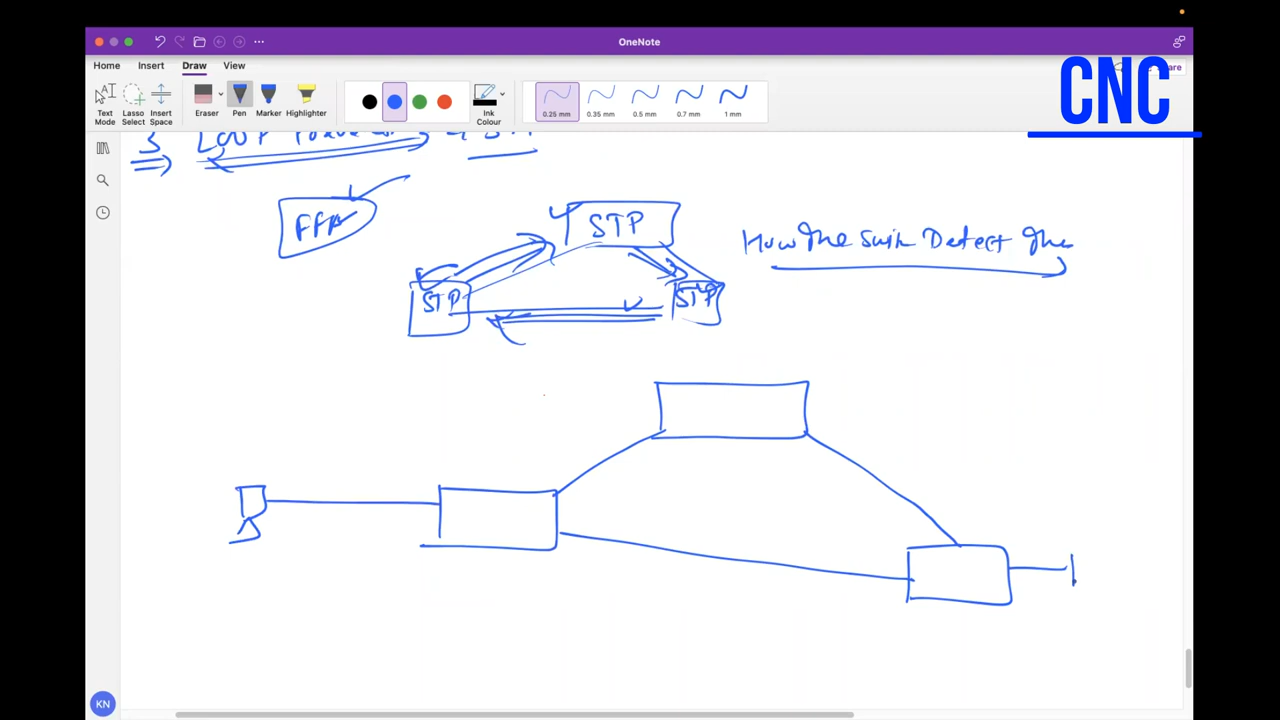 OneNote
Home Insert Draw View
CNC
Text Mode
Lasso Select
Insert Space
Eraser
Pen
Marker
Highlighter
Ink Colour
0.25 mm
0.35 mm
0.5 mm
0.7 mm
1 mm
3
STP
How the Detect the
STP
STP
KN